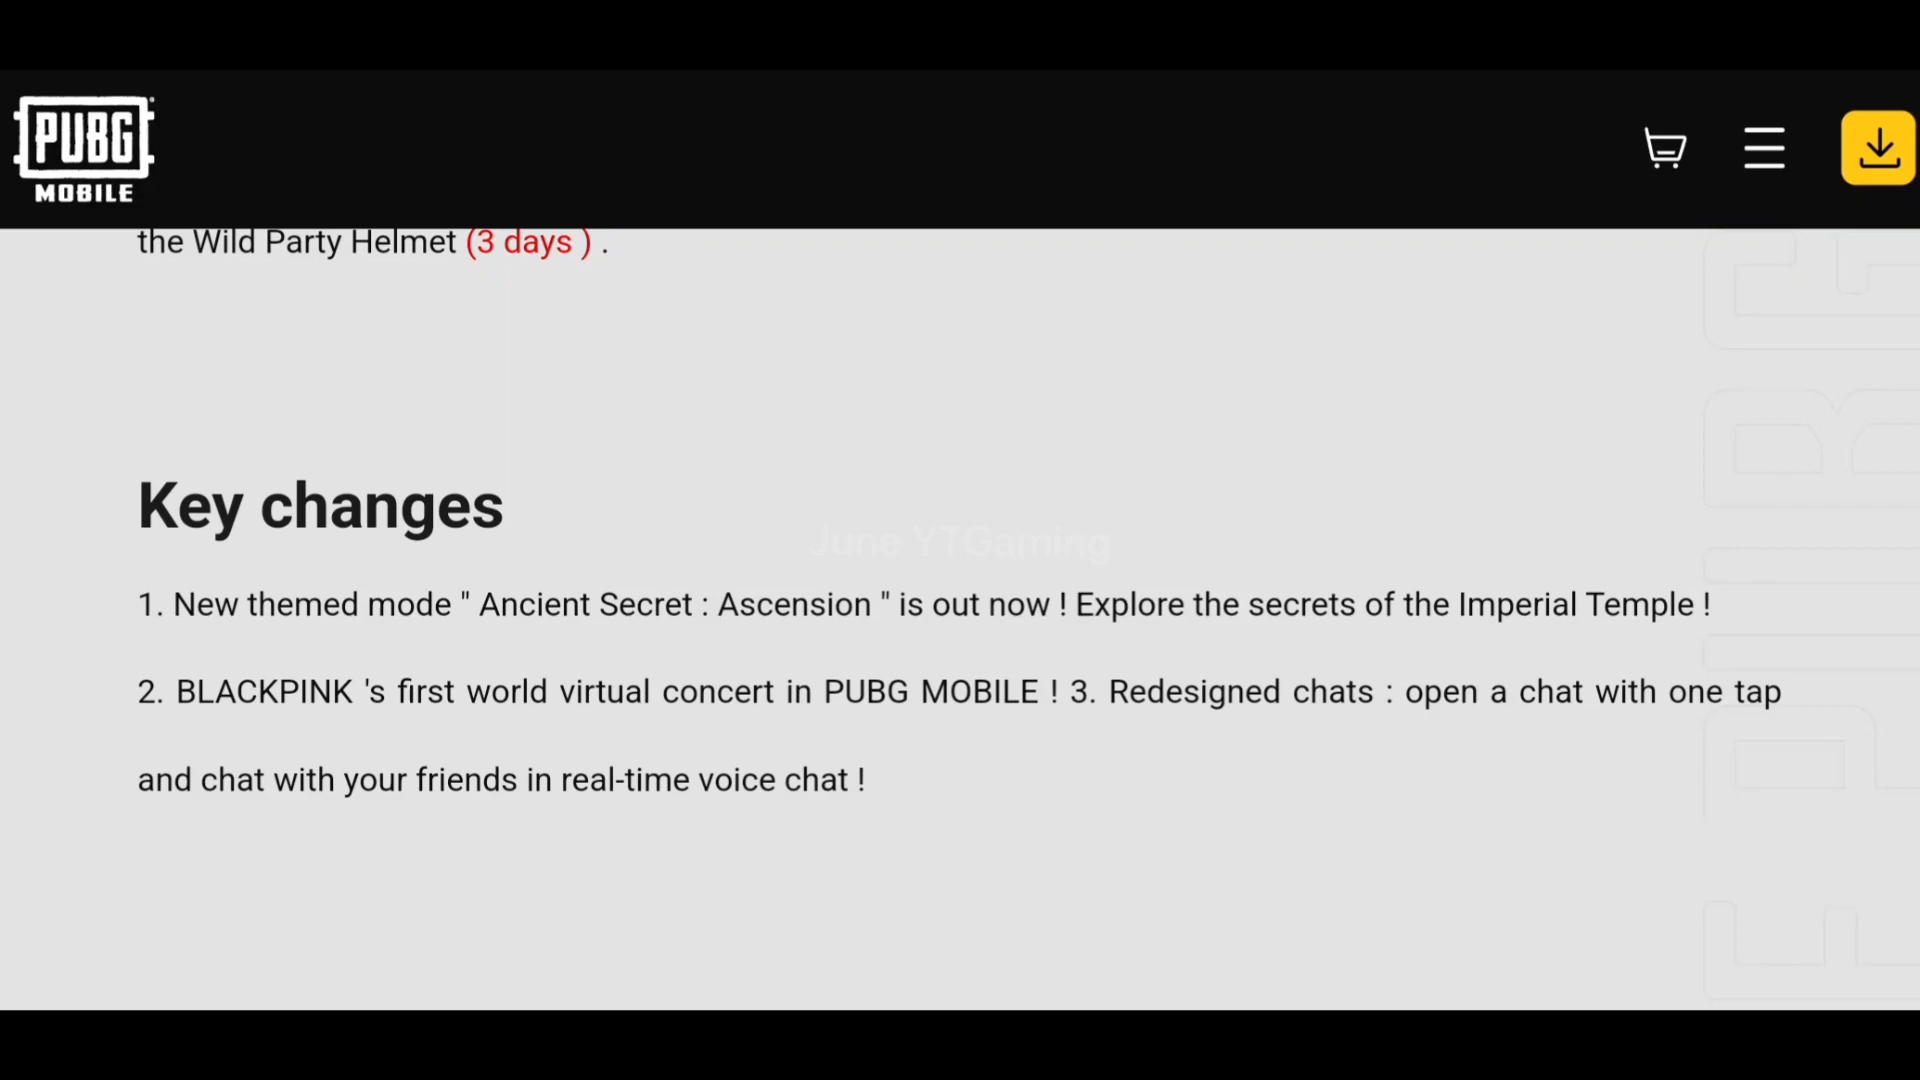 PUBG
MOBILE
the Wild Party Helmet (3 days ) .
Key changes
June YTGaming
1. New themed mode " Ancient Secret : Ascension " is out now ! Explore the secrets of the Imperial Temple !
2. BLACKPINK 's first world virtual concert in PUBG MOBILE ! 3. Redesigned chats : open a chat with one tap
and chat with your friends in real-time voice chat !